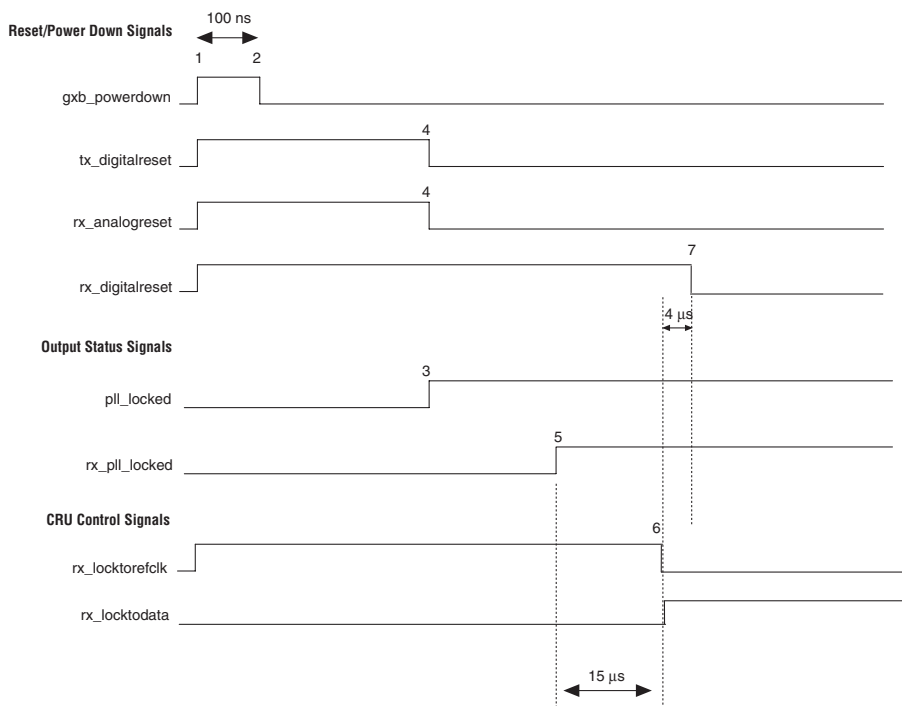 100 ns
Reset/Power Down Signals
1 2
gxb_powerdown
4
tx_digitalreset
4
rx_analogreset
7
rx_digitalreset
4 µs
Output Status Signals
3
pll_locked
5
rx_pll_locked
CRU Control Signals
6
rx_locktorefclk
rx_locktodata
15 µs